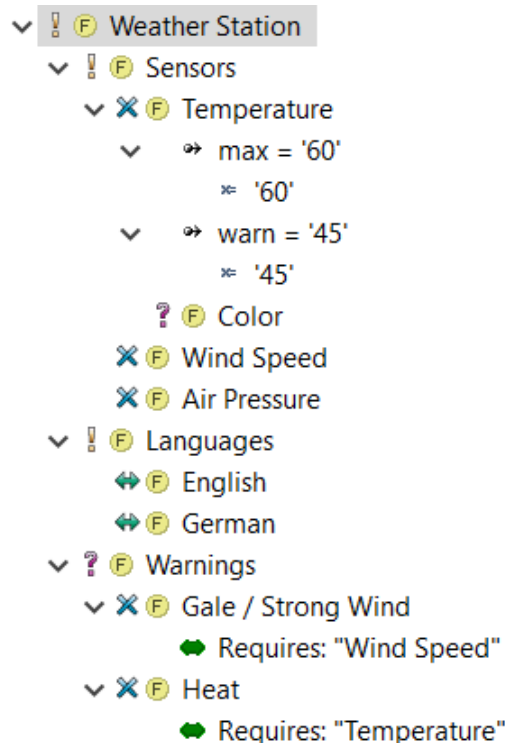 Weather Station
Sensors
Temperature
max = '60'
'60'
warn = '45'
'45'
Color
Wind Speed
Air Pressure
Languages
English
German
Warnings
Gale / Strong Wind
Requires: "Wind Speed"
Heat
Requires: "Temperature"